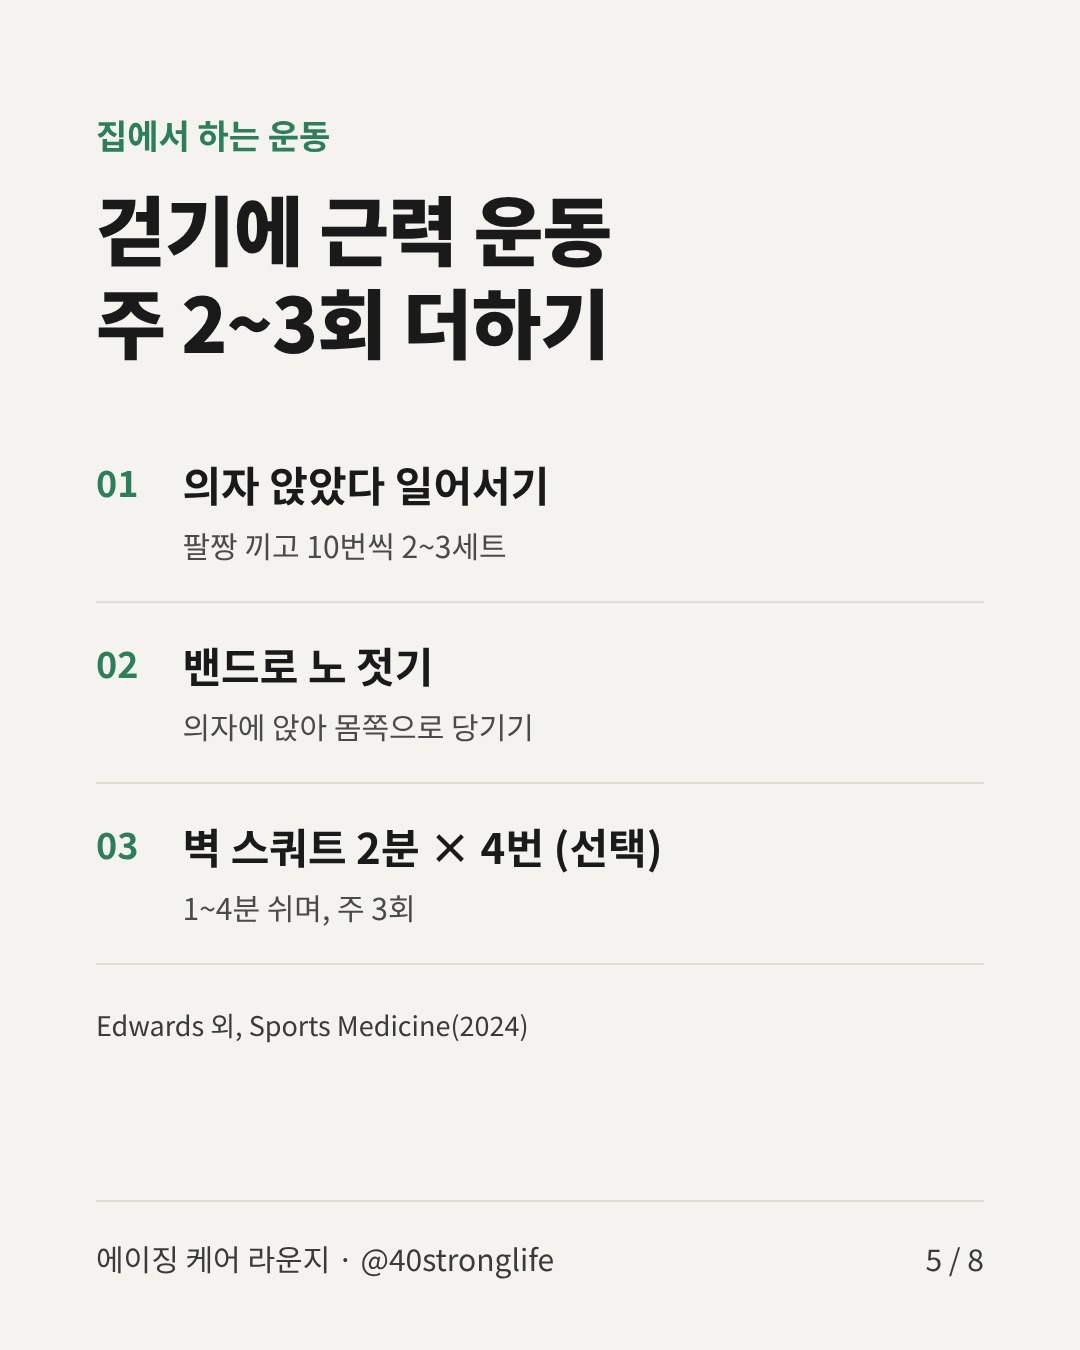 집에서 하는 운동
걷기에 근력 운동
주 2~3회 더하기
01 의자 앉았다 일어서기
팔짱 끼고 10번씩 2~3세트
02 밴드로 노 젓기
의자에 앉아 몸쪽으로 당기기
03 벽 스쿼트 2분 × 4번 (선택)
1~4분 쉬며, 주 3회
Edwards 외, Sports Medicine(2024)
에이징 케어 라운지 · @40stronglife
5 / 8